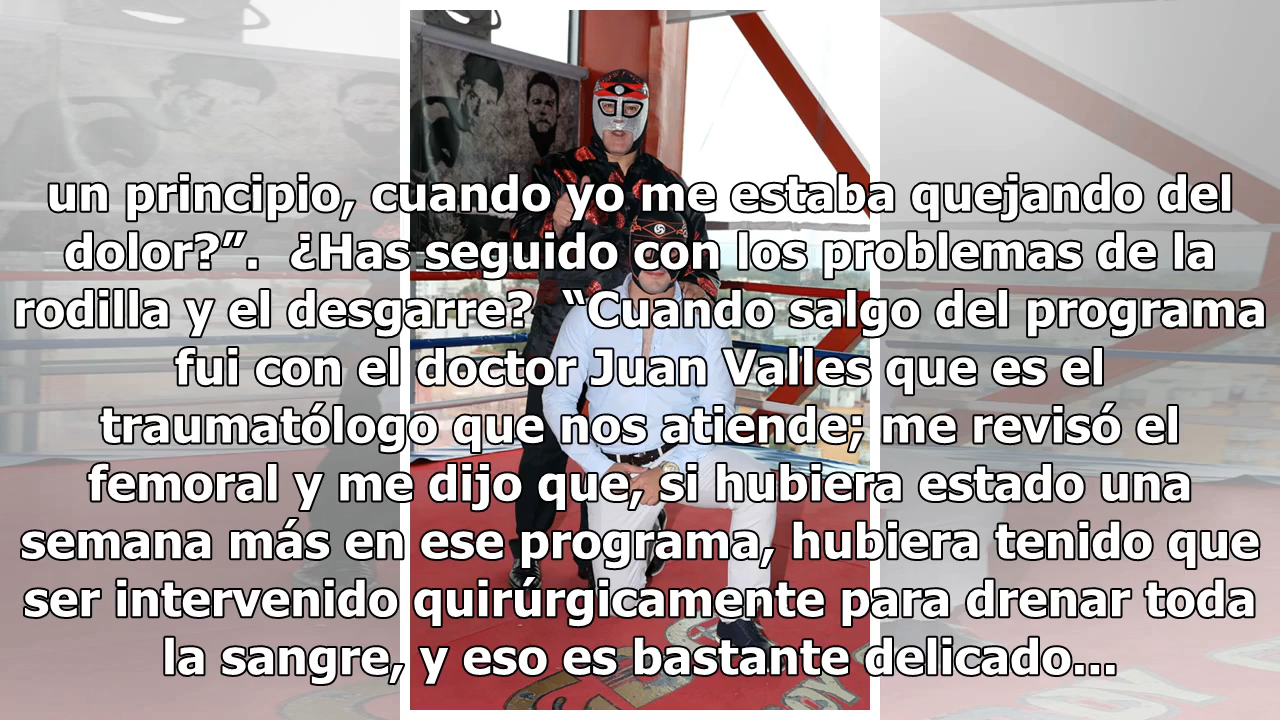 un principio, cuando yo me estaba quejando del
dolor?”.  ¿Has seguido con los problemas de la
rodilla y el desgarre?  “Cuando salgo del programa
fui con el doctor Juan Valles que es el
traumatólogo que nos atiende; me revisó el
femoral y me dijo que, si hubiera estado una
semana más en ese programa, hubiera tenido que
ser intervenido quirúrgicamente para drenar toda
la sangre, y eso es bastante delicado...